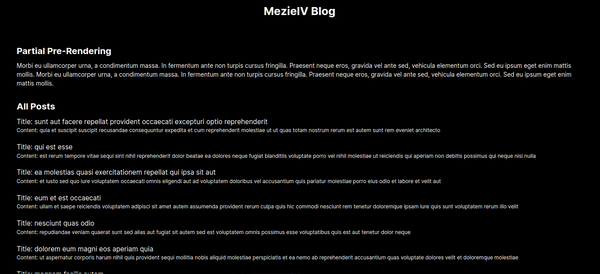 MezieIV Blog
Partial Pre-Rendering
Morbi eu ullamcorper urna, a condimentum massa. In fermentum ante non turpis cursus fringilla. Praesent neque eros, gravida vel ante sed, vehicula elementum orci. Sed eu ipsum eget enim mattis
mollis. Morbi eu ullamcorper urna, a condimentum massa. In fermentum ante non turpis cursus fringilla. Praesent neque eros, gravida vel ante sed, vehicula elementum orci. Sed eu ipsum eget enim
mattis mollis.
All Posts
Title: sunt aut facere repellat provident occaecati excepturi optio reprehenderit
Content: quia et suscipit suscipit recusandae consequuntur expedita et cum reprehenderit molestiae ut ut quas totam nostrum rerum est autem sunt rem eveniet architecto
Title: qui est esse
Content: est rerum tempore vitae sequi sint nihil reprehenderit dolor beatae ea dolores neque fugiat blanditiis voluptate porro vel nihil molestiae ut reiciendis qui aperiam non debitis possimus qui neque nisi nulla
Title: ea molestias quasi exercitationem repellat qui ipsa sit aut
Content: et iusto sed quo iure voluptatem occaecati omnis eligendi aut ad voluptatem doloribus vel accusantium quis pariatur molestiae porro eius odio et labore et velit aut
Title: eum et est occaecati
Content: ullam et saepe reiciendis voluptatem adipisci sit amet autem assumenda provident rerum culpa quis hic commodi nesciunt rem tenetur doloremque ipsam iure quis sunt voluptatem rerum illo velit
Title: nesciunt quas odio
Content: repudiandae veniam quaerat sunt sed alias aut fugiat sit autem sed est voluptatem omnis possimus esse voluptatibus quis est aut tenetur dolor neque
Title: dolorem eum magni eos aperiam quia
Content: ut aspernatur corporis harum nihil quis provident sequi mollitia nobis aliquid molestiae perspiciatis et ea nemo ab reprehenderit accusantium quas voluptate dolores velit et doloremque molestiae